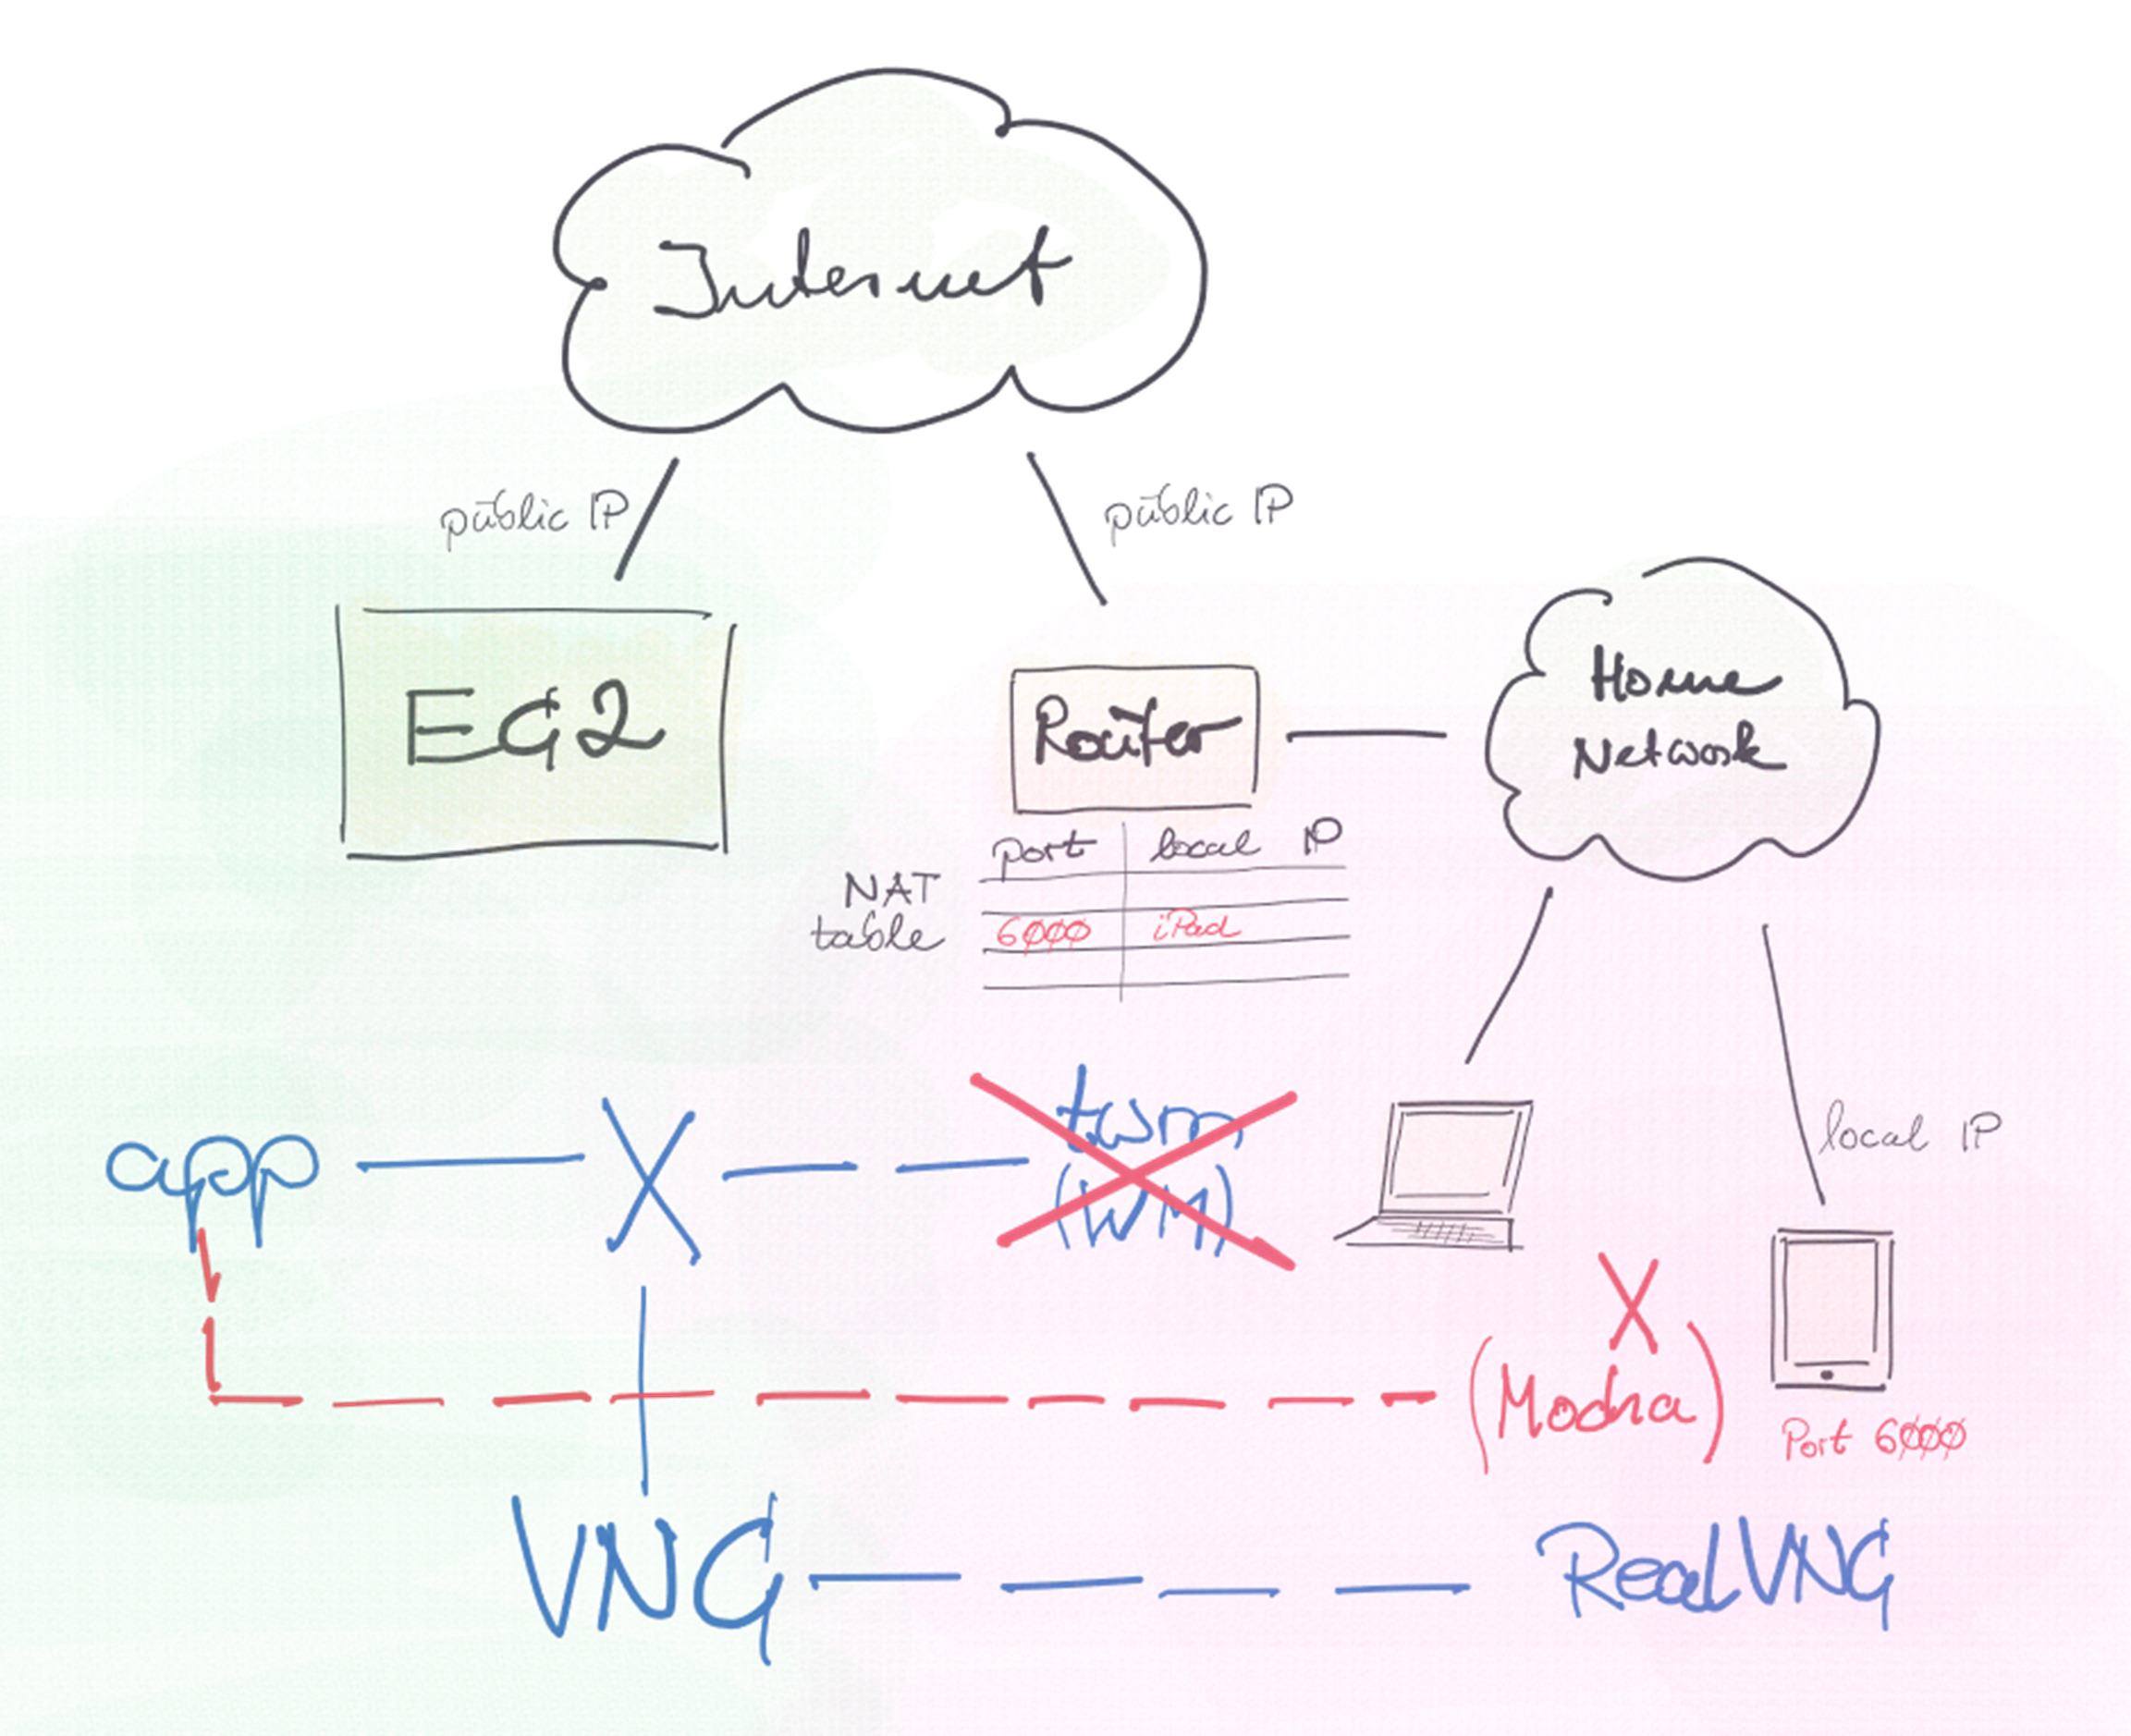 Internet
public IP
public IP
EC2
Router
Home
Network
port local IP
NAT
table
6000 iPad
app
X
twm
(WM)
local IP
X
(Mocha)
Port 6000
VNC
RealVNC